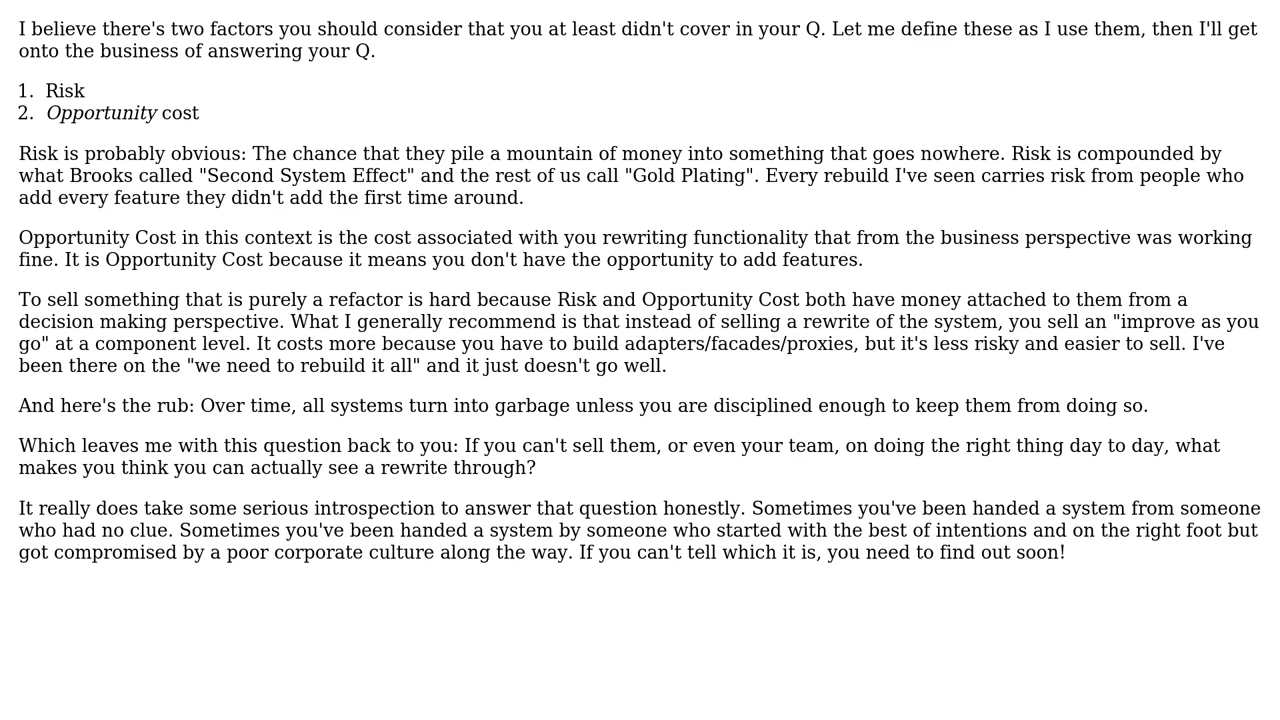 I believe there's two factors you should consider that you at least didn't cover in your Q. Let me define these as I use them, then I'll get
onto the business of answering your Q.
1. Risk
2. Opportunity cost
Risk is probably obvious: The chance that they pile a mountain of money into something that goes nowhere. Risk is compounded by
what Brooks called "Second System Effect" and the rest of us call "Gold Plating". Every rebuild I've seen carries risk from people who
add every feature they didn't add the first time around.
Opportunity Cost in this context is the cost associated with you rewriting functionality that from the business perspective was working
fine. It is Opportunity Cost because it means you don't have the opportunity to add features.
To sell something that is purely a refactor is hard because Risk and Opportunity Cost both have money attached to them from a
decision making perspective. What I generally recommend is that instead of selling a rewrite of the system, you sell an "improve as you
go" at a component level. It costs more because you have to build adapters/facades/proxies, but it's less risky and easier to sell. I've
been there on the "we need to rebuild it all" and it just doesn't go well.
And here's the rub: Over time, all systems turn into garbage unless you are disciplined enough to keep them from doing so.
Which leaves me with this question back to you: If you can't sell them, or even your team, on doing the right thing day to day, what
makes you think you can actually see a rewrite through?
It really does take some serious introspection to answer that question honestly. Sometimes you've been handed a system from someone
who had no clue. Sometimes you've been handed a system by someone who started with the best of intentions and on the right foot but
got compromised by a poor corporate culture along the way. If you can't tell which it is, you need to find out soon!